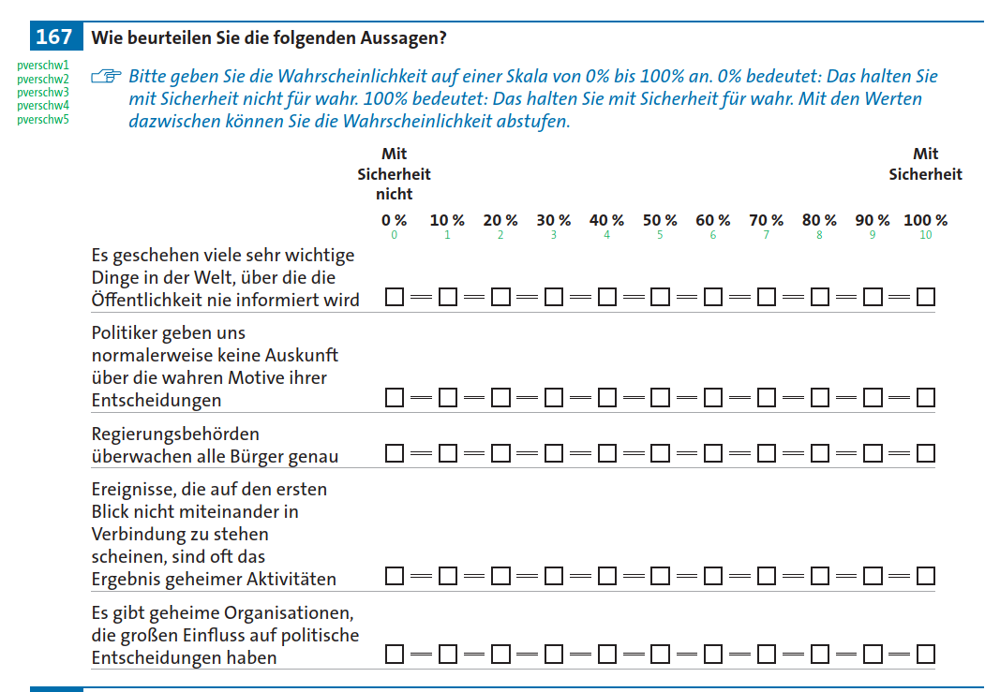 167 Wie beurteilen Sie die folgenden Aussagen?
pverschw1
pverschw2
pverschw3
pverschw4
pverschw5
Bitte geben Sie die Wahrscheinlichkeit auf einer Skala von 0% bis 100% an. 0% bedeutet: Das halten Sie
mit Sicherheit nicht für wahr. 100% bedeutet: Das halten Sie mit Sicherheit für wahr. Mit den Werten
dazwischen können Sie die Wahrscheinlichkeit abstufen.
Mit
Sicherheit
nicht
Mit
Sicherheit
0 % 10 % 20 % 30 % 40 % 50 % 60 % 70 % 80 % 90 % 100 %
0 1 2 3 4 5 6 7 8 9 10
Es geschehen viele sehr wichtige
Dinge in der Welt, über die die
Öffentlichkeit nie informiert wird
Politiker geben uns
normalerweise keine Auskunft
über die wahren Motive ihrer
Entscheidungen
Regierungsbehörden
überwachen alle Bürger genau
Ereignisse, die auf den ersten
Blick nicht miteinander in
Verbindung zu stehen
scheinen, sind oft das
Ergebnis geheimer Aktivitäten
Es gibt geheime Organisationen,
die großen Einfluss auf politische
Entscheidungen haben